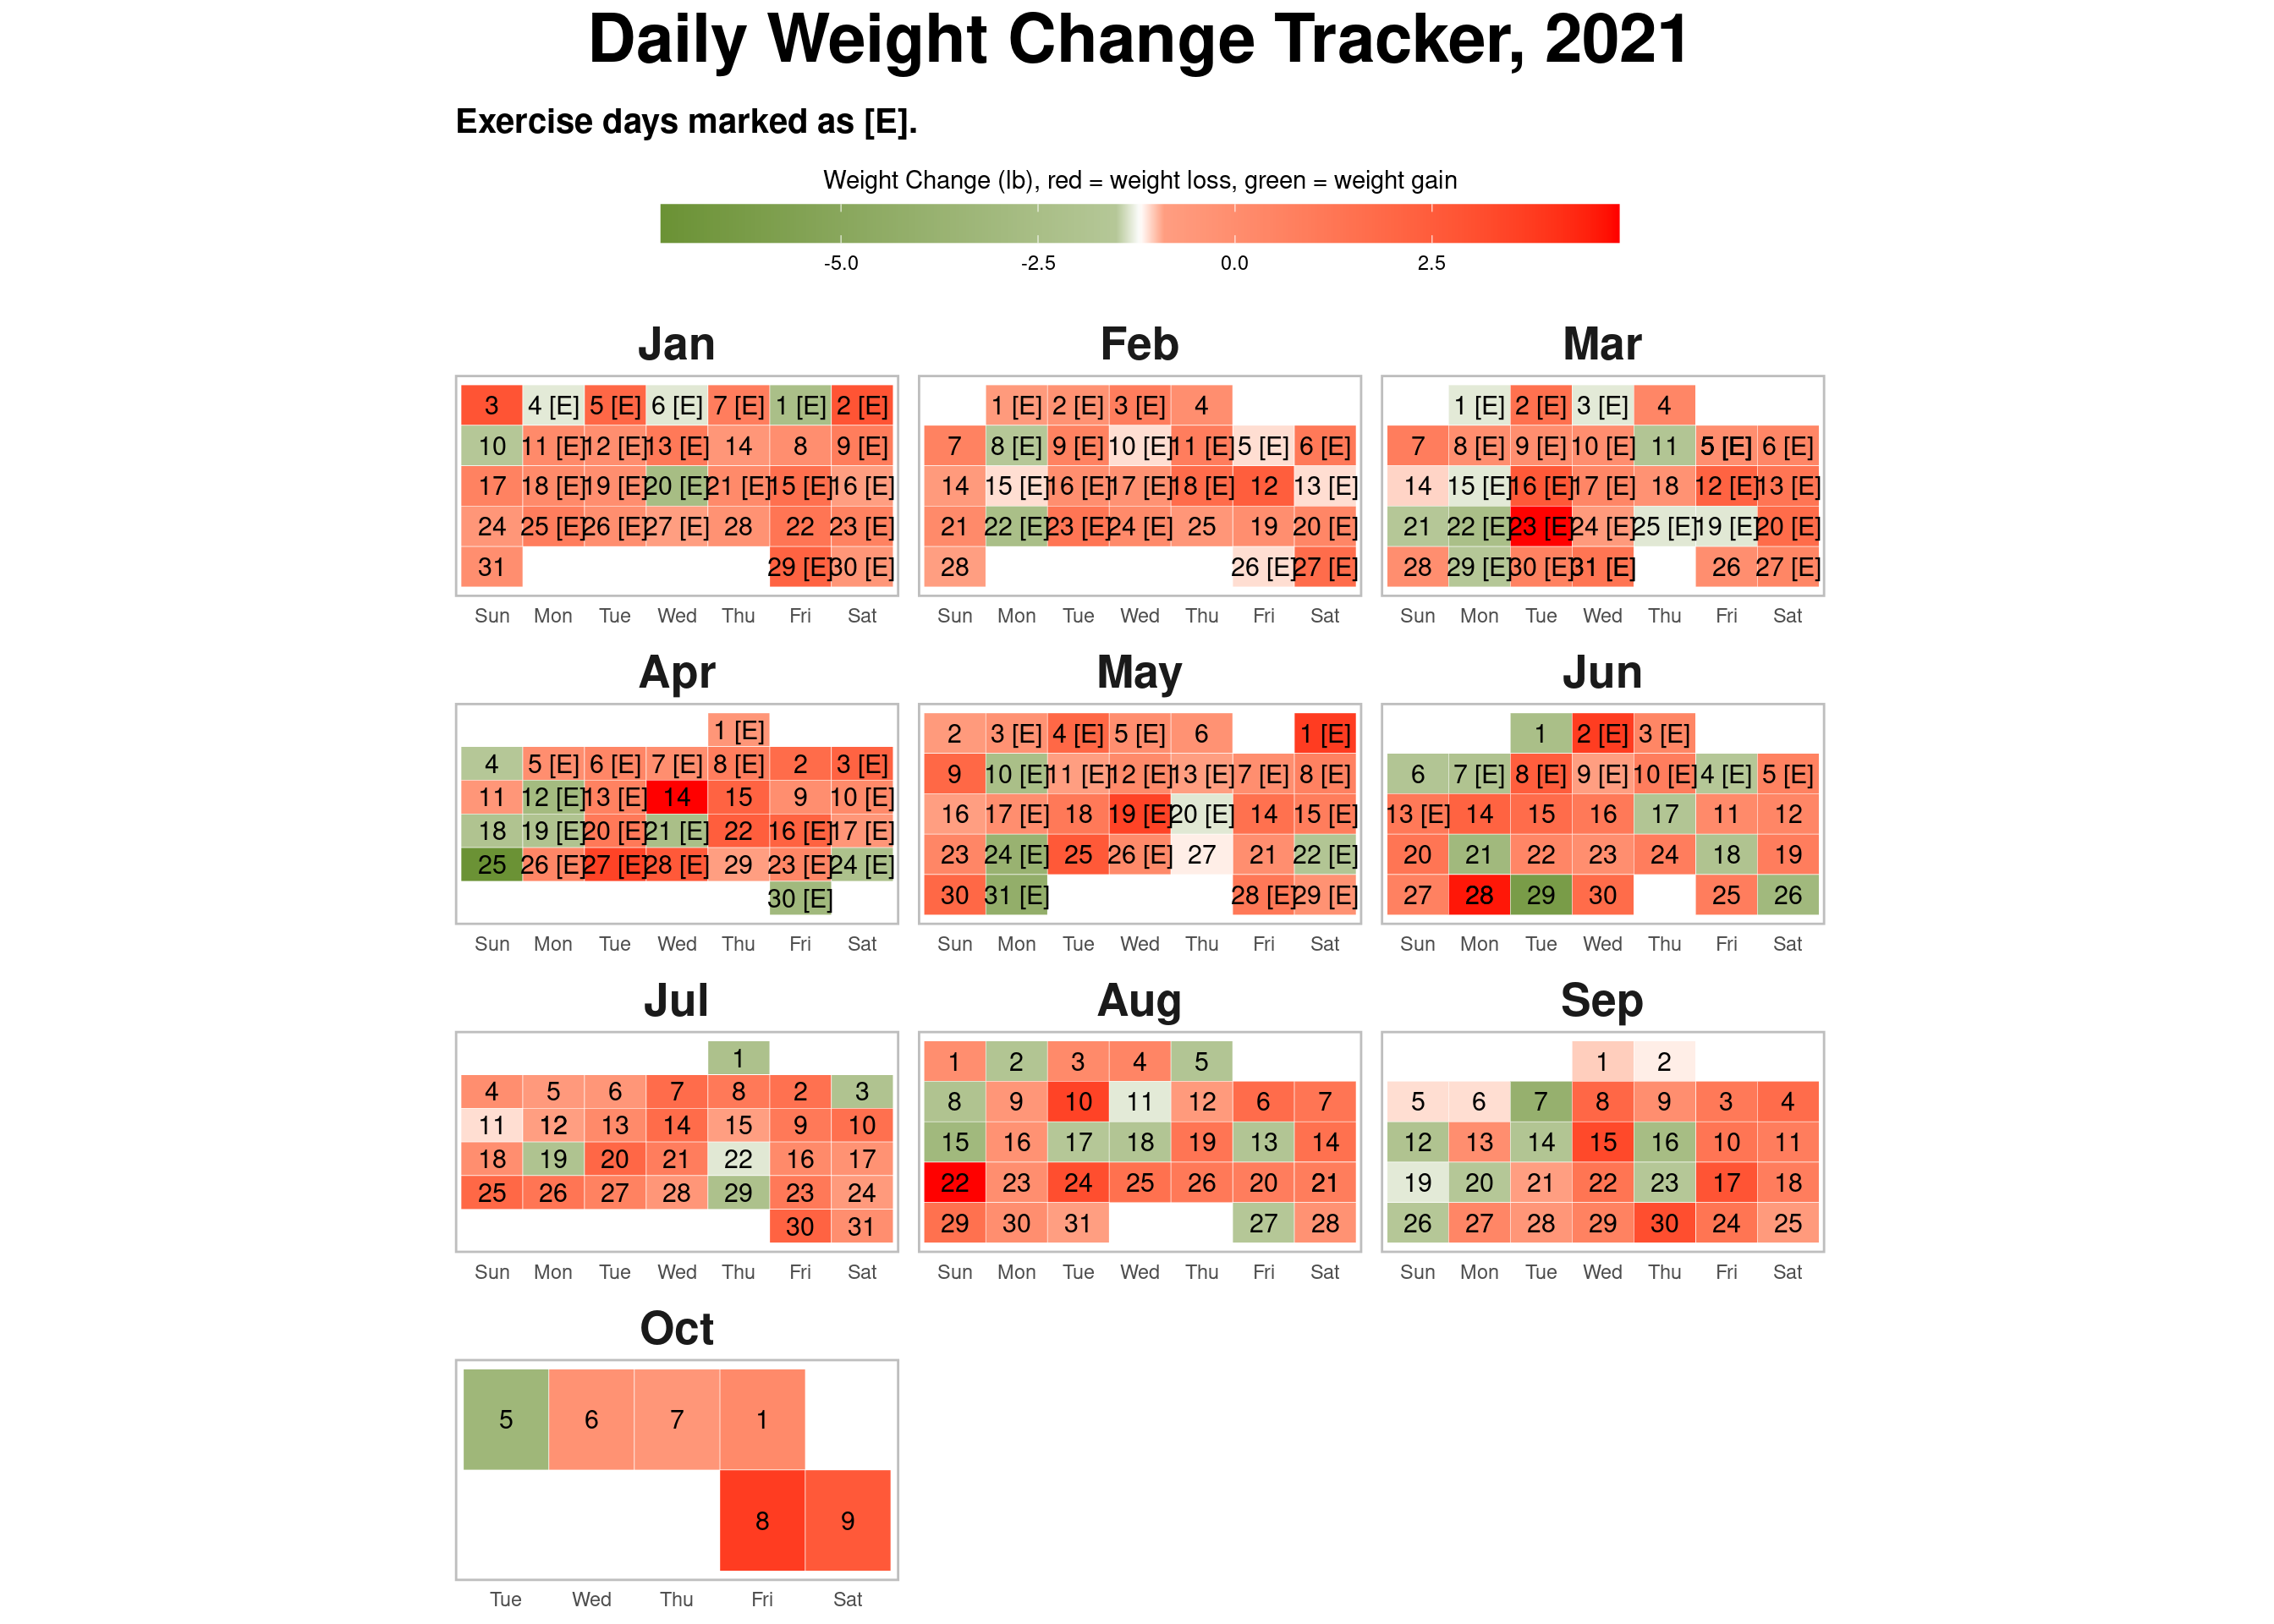 Daily Weight Change Tracker, 2021
Exercise days marked as [E].
Weight Change (lb), red = weight loss, green = weight gain
-5.0 -2.5 0.0 2.5
Jan Feb Mar
3 4 [E] 5 [E] 6 [E] 7 [E] 1 [E] 2 [E] 1 [E] 2 [E] 3 [E] 4 1 [E] 2 [E] 3 [E] 4
10 11 [E] 12 [E] 13 [E] 14 8 9 [E] 7 8 [E] 9 [E] 10 [E] 11 [E] 5 [E] 6 [E] 7 8 [E] 9 [E] 10 [E] 11 5 [E] 6 [E]
17 18 [E] 19 [E] 20 [E] 21 [E] 15 [E] 16 [E] 14 15 [E] 16 [E] 17 [E] 18 [E] 12 13 [E] 14 15 [E] 16 [E] 17 [E] 18 12 [E] 13 [E]
24 25 [E] 26 [E] 27 [E] 28 22 23 [E] 21 22 [E] 23 [E] 24 [E] 25 19 20 [E] 21 22 [E] 23 [E] 24 [E] 25 [E] 19 [E] 20 [E]
31 29 [E] 30 [E] 28 26 [E] 27 [E] 28 29 [E] 30 [E] 31 [E] 26 27 [E]
Sun Mon Tue Wed Thu Fri Sat Sun Mon Tue Wed Thu Fri Sat Sun Mon Tue Wed Thu Fri Sat
Apr May Jun
1 [E] 2 3 [E] 4 [E] 5 [E] 6 1 [E] 1 2 [E] 3 [E]
4 5 [E] 6 [E] 7 [E] 8 [E] 2 3 [E] 9 10 [E] 11 [E] 12 [E] 13 [E] 7 [E] 8 [E] 6 7 [E] 8 [E] 9 [E] 10 [E] 4 [E] 5 [E]
11 12 [E] 13 [E] 14 15 9 10 [E] 16 17 [E] 18 19 [E] 20 [E] 14 15 [E] 13 [E] 14 15 16 17 11 12
18 19 [E] 20 [E] 21 [E] 22 16 [E] 17 [E] 23 24 [E] 25 26 [E] 27 21 22 [E] 20 21 22 23 24 18 19
25 26 [E] 27 [E] 28 [E] 29 23 [E] 24 [E] 30 31 [E] 28 [E] 29 [E] 27 28 29 30 25 26
30 [E]
Sun Mon Tue Wed Thu Fri Sat Sun Mon Tue Wed Thu Fri Sat Sun Mon Tue Wed Thu Fri Sat
Jul Aug Sep
1 1 2 3 4 5 1 2
4 5 6 7 8 2 3 8 9 10 11 12 6 7 5 6 7 8 9 3 4
11 12 13 14 15 9 10 15 16 17 18 19 13 14 12 13 14 15 16 10 11
18 19 20 21 22 16 17 22 23 24 25 26 20 21 19 20 21 22 23 17 18
25 26 27 28 29 23 24 29 30 31 27 28 26 27 28 29 30 24 25
30 31
Sun Mon Tue Wed Thu Fri Sat Sun Mon Tue Wed Thu Fri Sat Sun Mon Tue Wed Thu Fri Sat
Oct
5 6 7 1
8 9
Tue Wed Thu Fri Sat